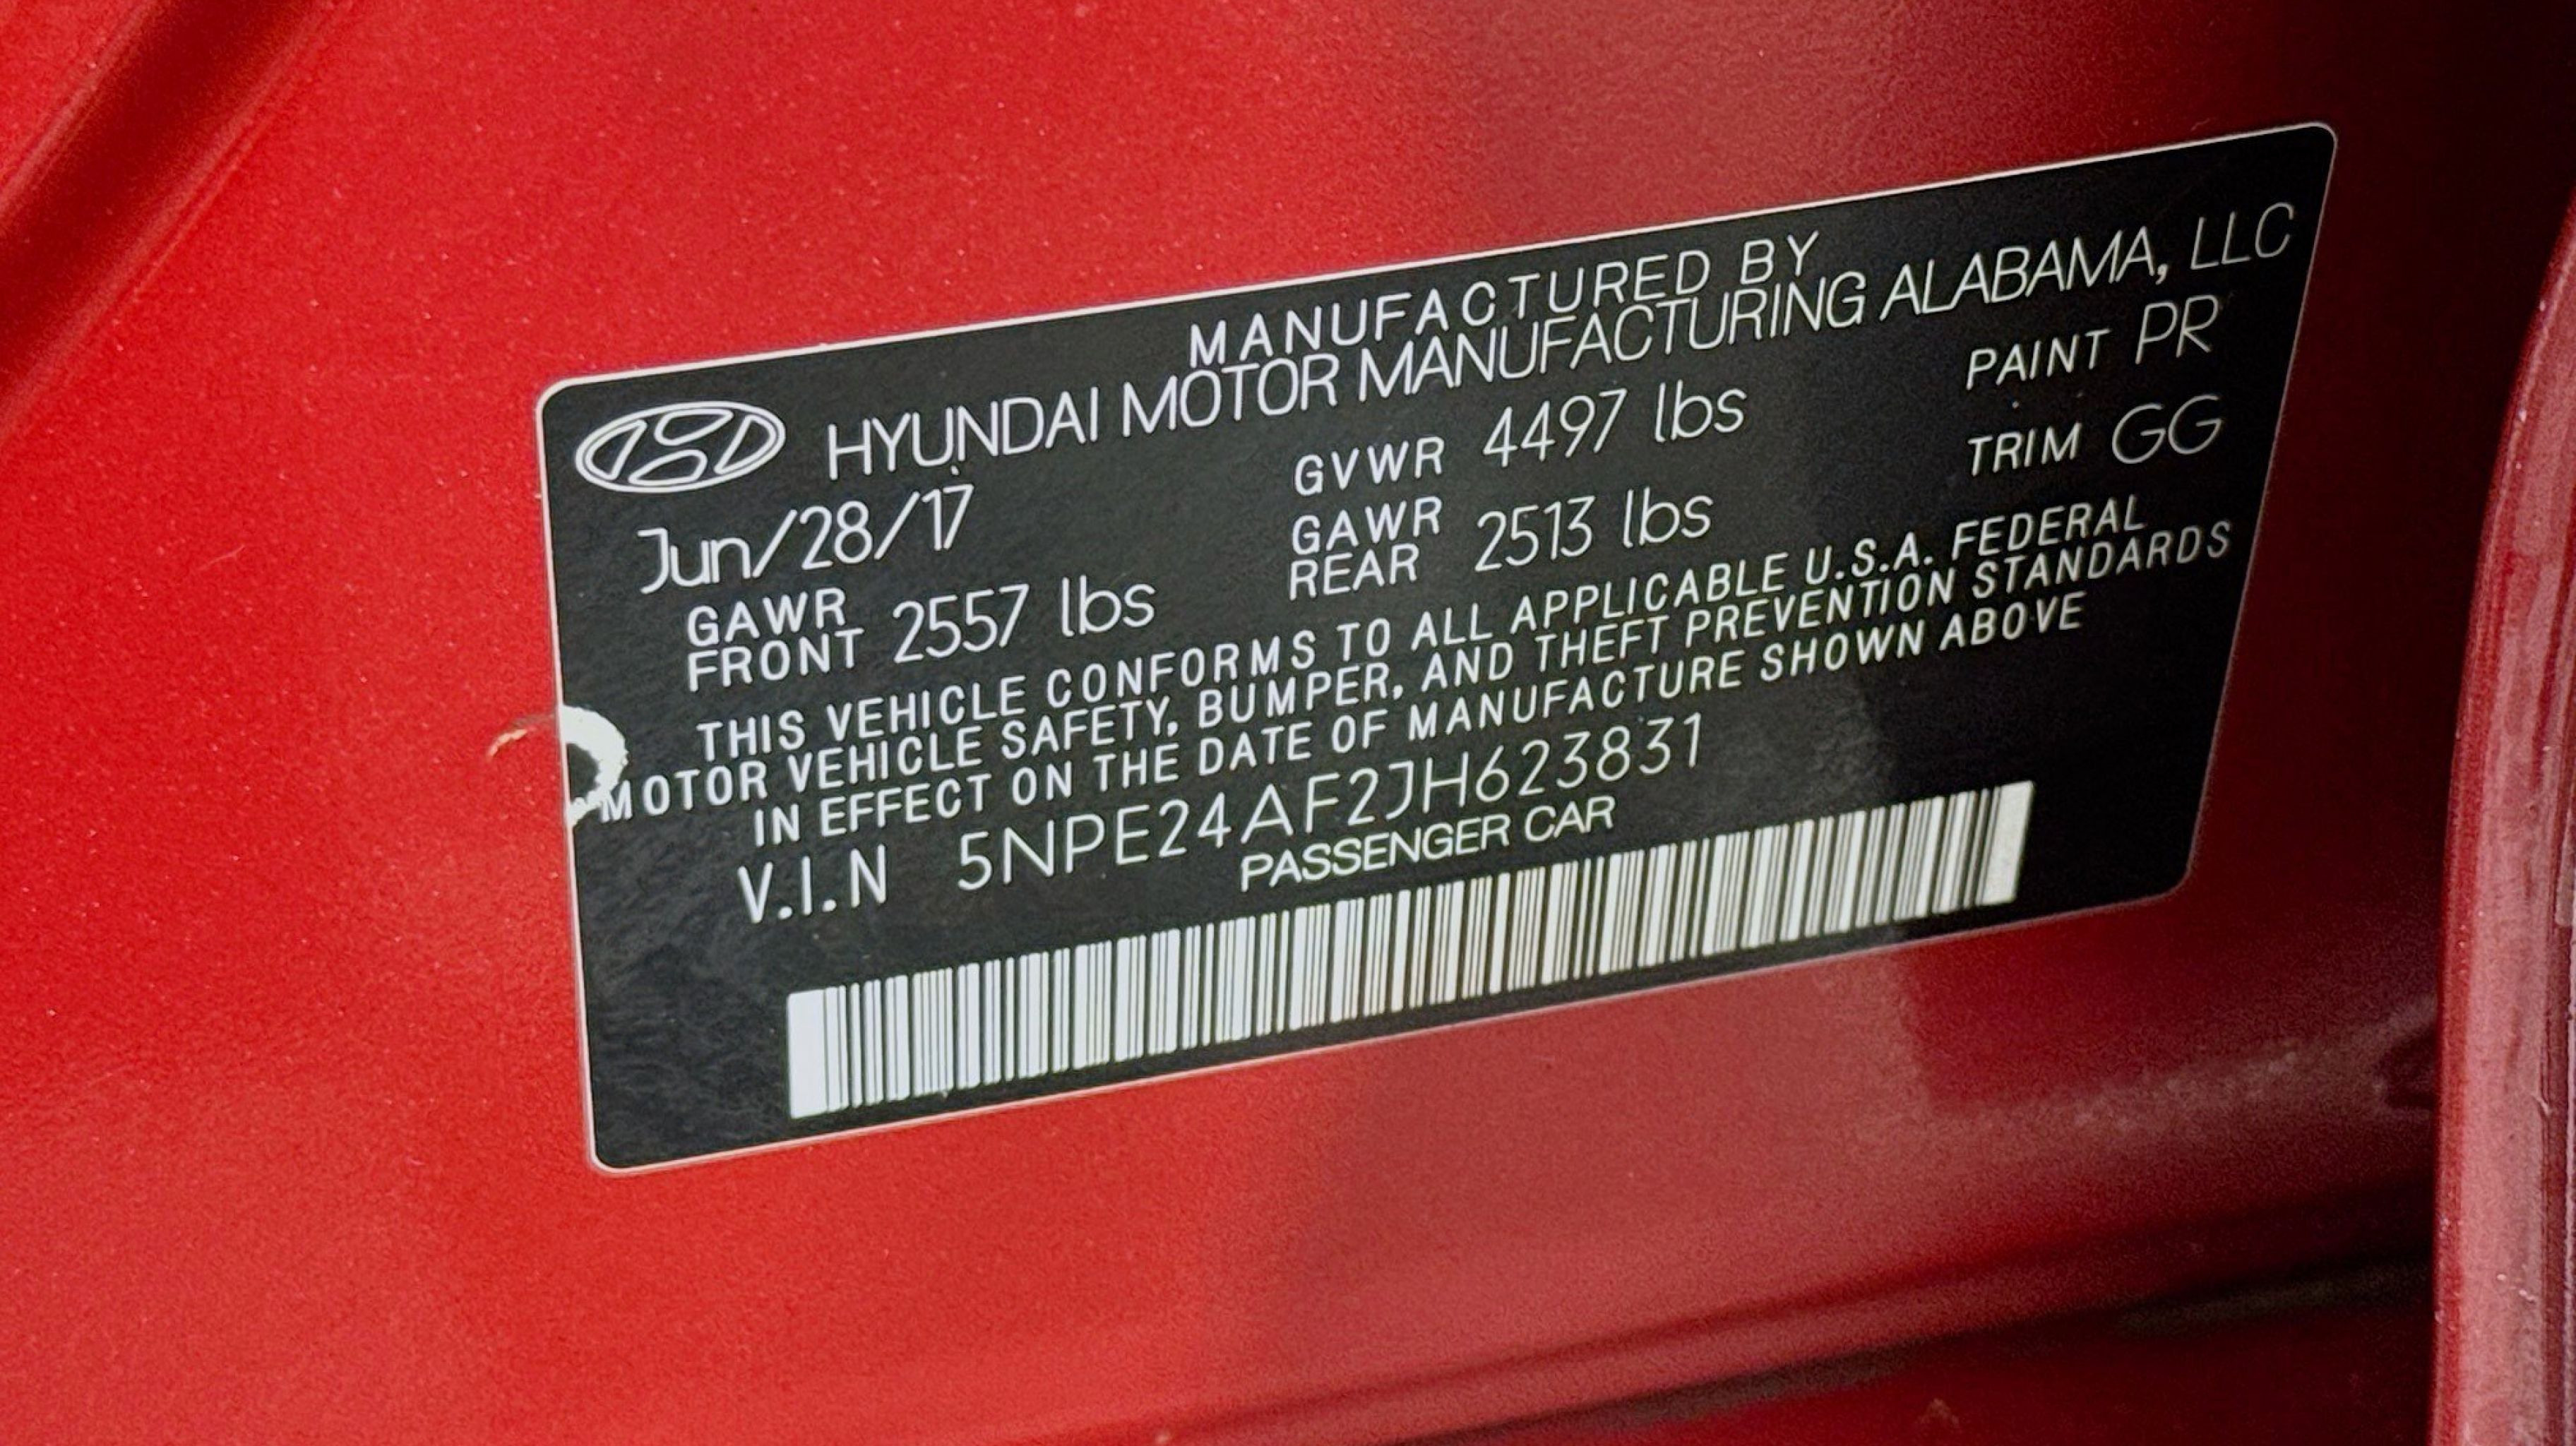 MANUFACTURED BY
HYUNDAI MOTOR MANUFACTURING ALABAMA, LLC
Jun/28/17
GVWR 4497 lbs
PAINT PR
GAWR FRONT 2557 lbs
GAWR REAR 2513 lbs
TRIM GG
THIS VEHICLE CONFORMS TO ALL APPLICABLE U.S.A. FEDERAL
MOTOR VEHICLE SAFETY, BUMPER, AND THEFT PREVENTION STANDARDS
IN EFFECT ON THE DATE OF MANUFACTURE SHOWN ABOVE
V.I.N 5NPE24AF2JH623831
PASSENGER CAR